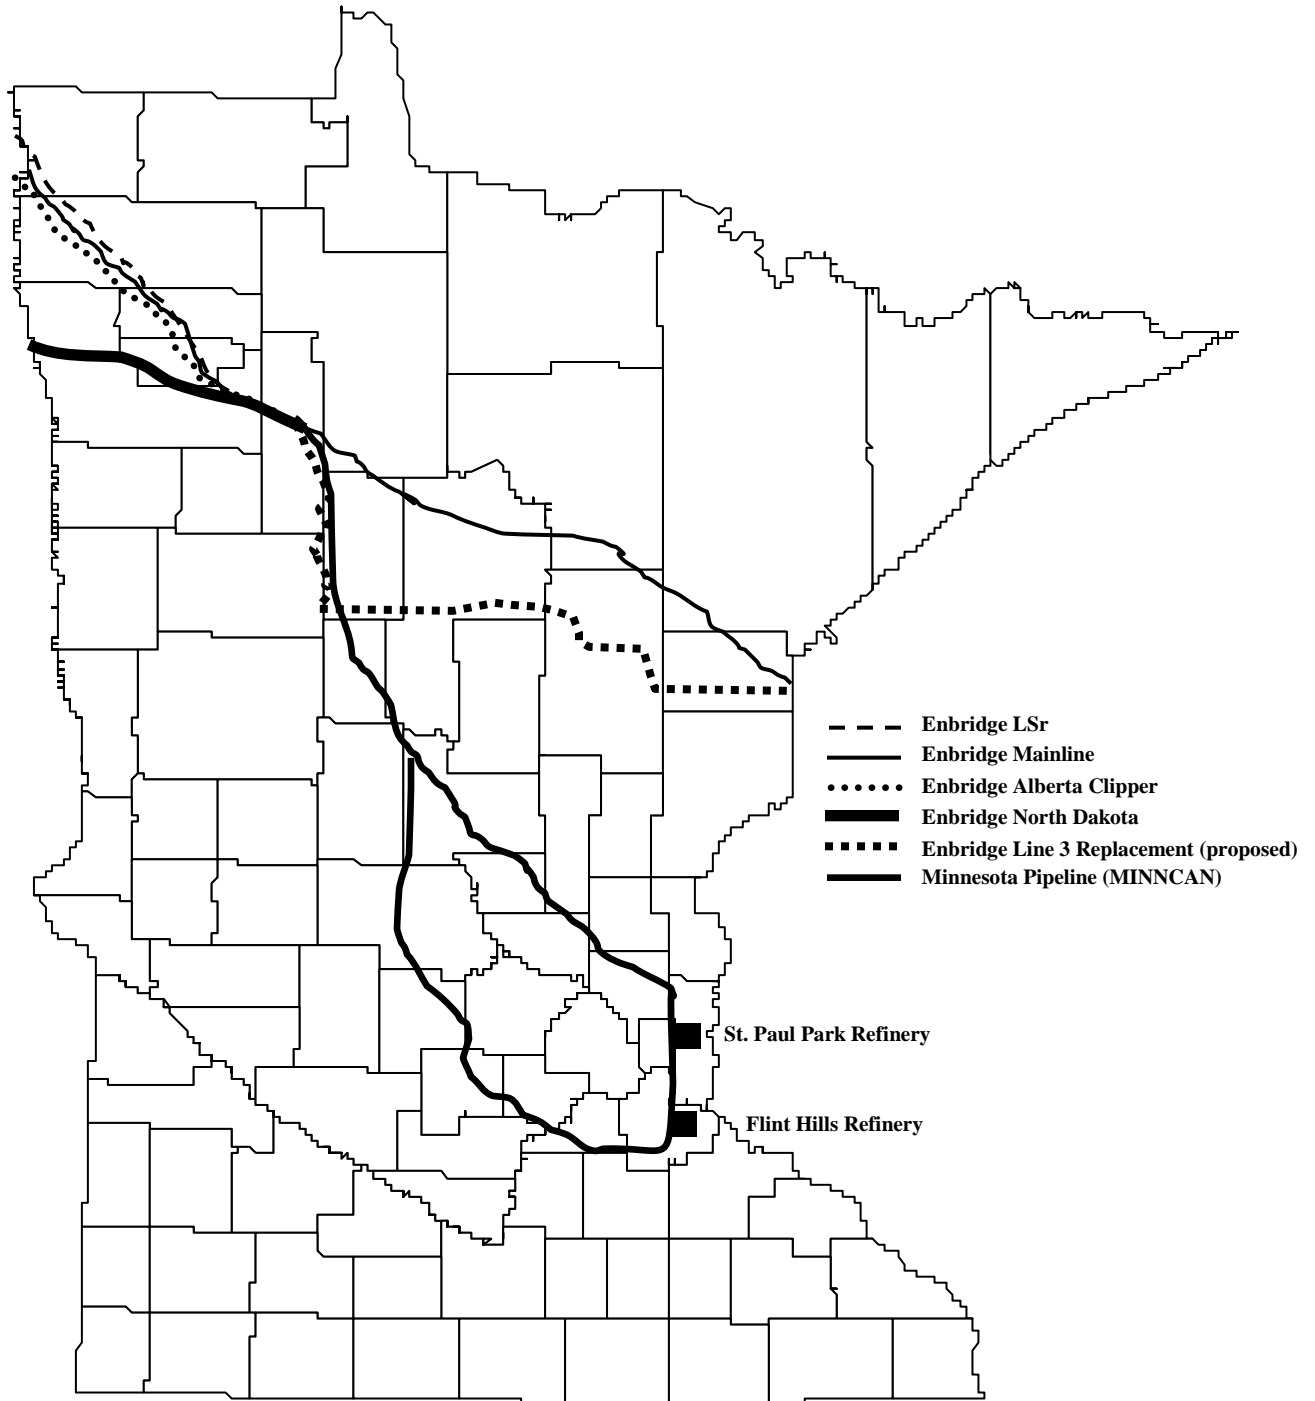 Enbridge LSr
Enbridge Mainline
Enbridge Alberta Clipper
Enbridge North Dakota
Enbridge Line 3 Replacement (proposed)
Minnesota Pipeline (MINNCAN)
St. Paul Park Refinery
Flint Hills Refinery